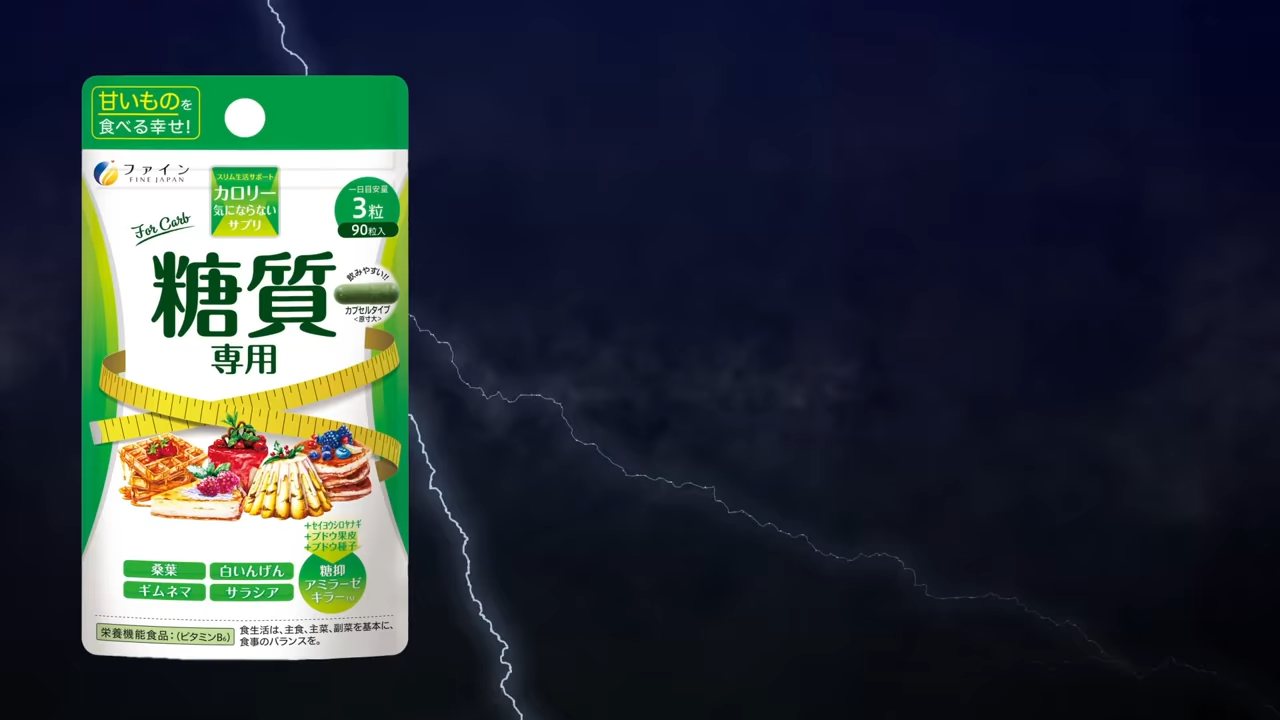 甘いものを
食べる幸せ!
ファイン
FINE JAPAN
スリム生活サポート
カロリー
気にならない
サプリ
一日目安量
3粒
90粒入
For Carb
糖質
専用
飲みやすい!!
カプセルタイプ
<原寸大>
+セイヨウシロヤナギ
+ブドウ果皮
+ブドウ種子
桑葉
白いんげん
ギムネマ
サラシア
糖抑
アミラーゼ
キラー™
栄養機能食品:(ビタミンB₆)
食生活は、主食、主菜、副菜を基本に、
食事のバランスを。